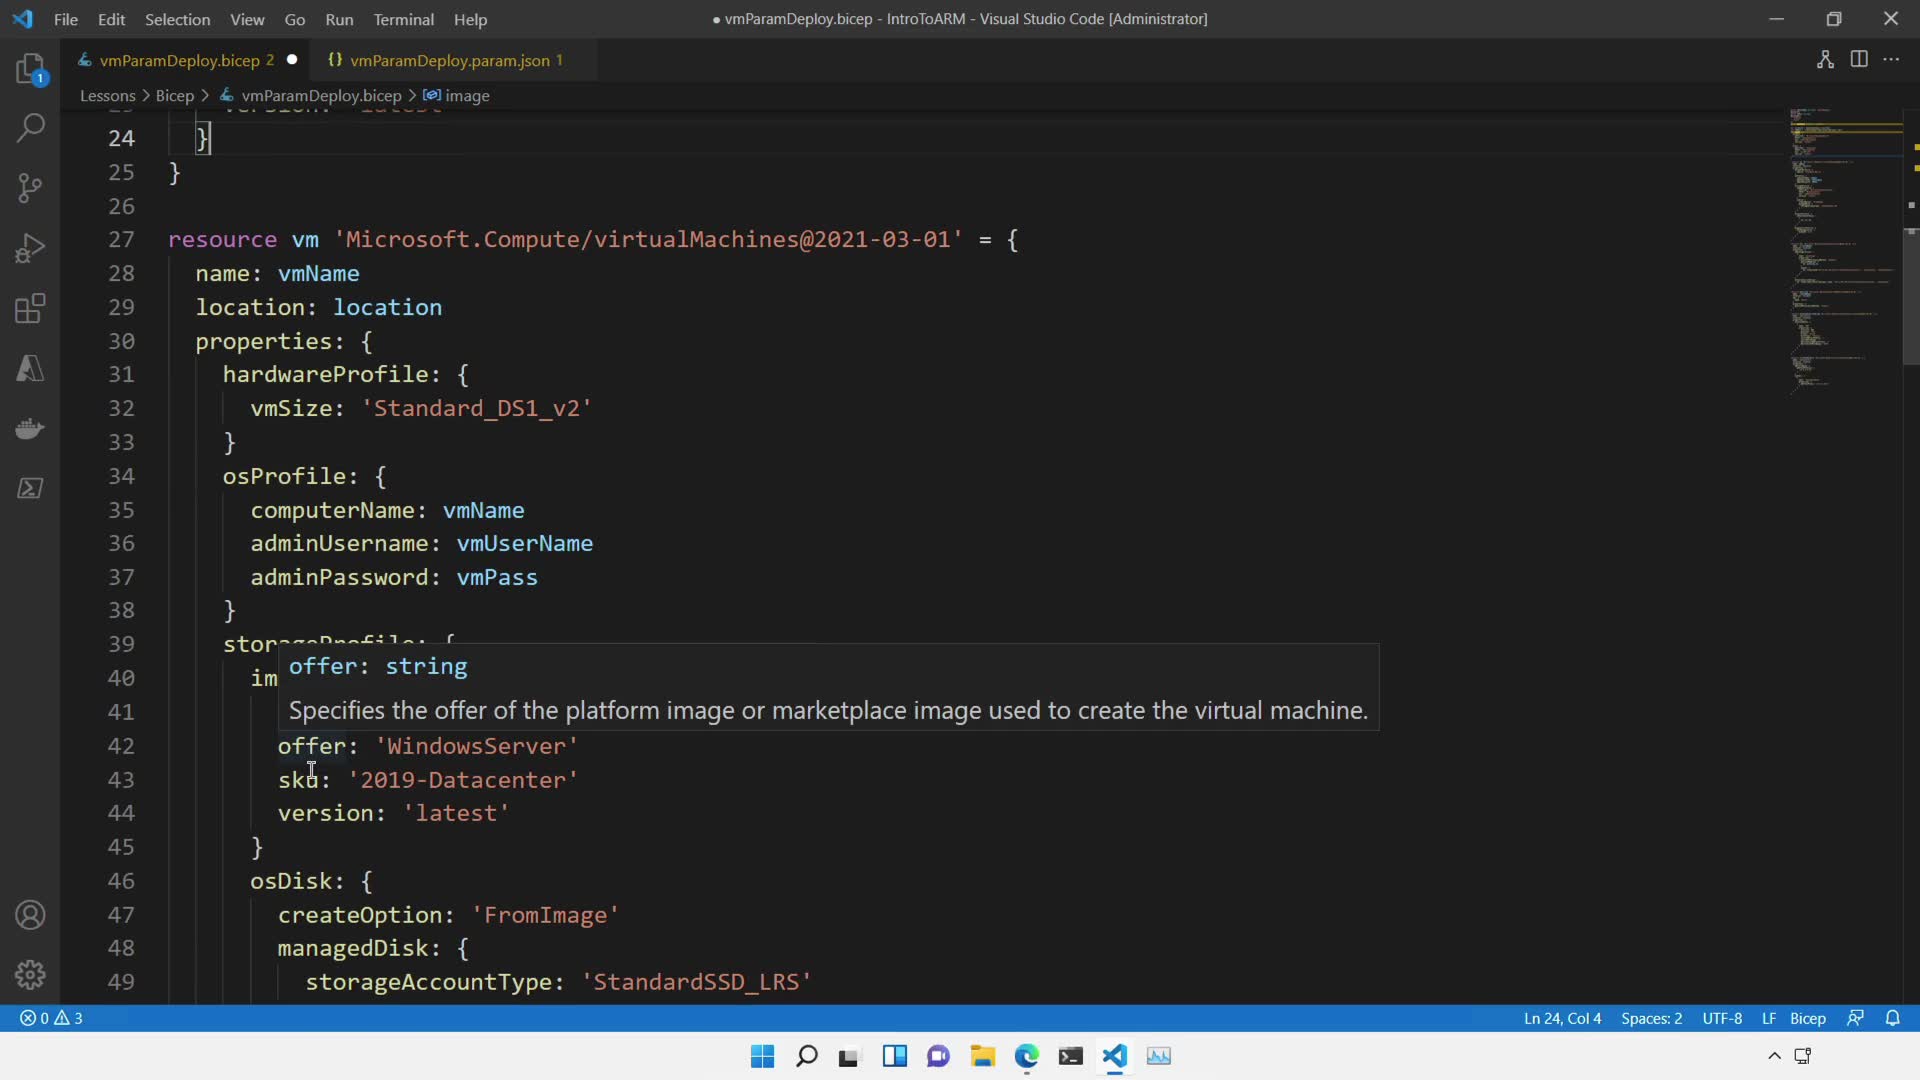 File Edit Selection View Go Run Terminal Help
● vmParamDeploy.bicep - IntroToARM - Visual Studio Code [Administrator]
vmParamDeploy.bicep 2 ●
{} vmParamDeploy.param.json 1
Lessons > Bicep > vmParamDeploy.bicep > image
1
24 }
25 }
26
27 resource vm 'Microsoft.Compute/virtualMachines@2021-03-01' = {
28 name: vmName
29 location: location
30 properties: {
31 hardwareProfile: {
32 vmSize: 'Standard_DS1_v2'
33 }
34 osProfile: {
35 computerName: vmName
36 adminUsername: vmUserName
37 adminPassword: vmPass
38 }
39 storageProfile: {
40 im
offer: string
41
Specifies the offer of the platform image or marketplace image used to create the virtual machine.
42 offer: 'WindowsServer'
43 sku: '2019-Datacenter'
44 version: 'latest'
45 }
46 osDisk: {
47 createOption: 'FromImage'
48 managedDisk: {
49 storageAccountType: 'StandardSSD_LRS'
0 3
Ln 24, Col 4 Spaces: 2 UTF-8 LF Bicep